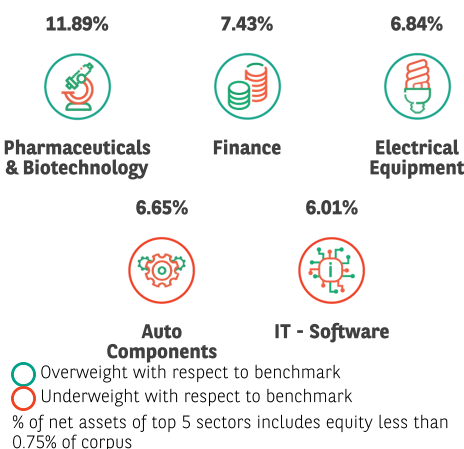 11.89% 7.43% 6.84%
Pharmaceuticals Finance Electrical
& Biotechnology Equipment
6.65% 6.01%
Auto IT - Software
Components
Overweight with respect to benchmark
Underweight with respect to benchmark
% of net assets of top 5 sectors includes equity less than
0.75% of corpus